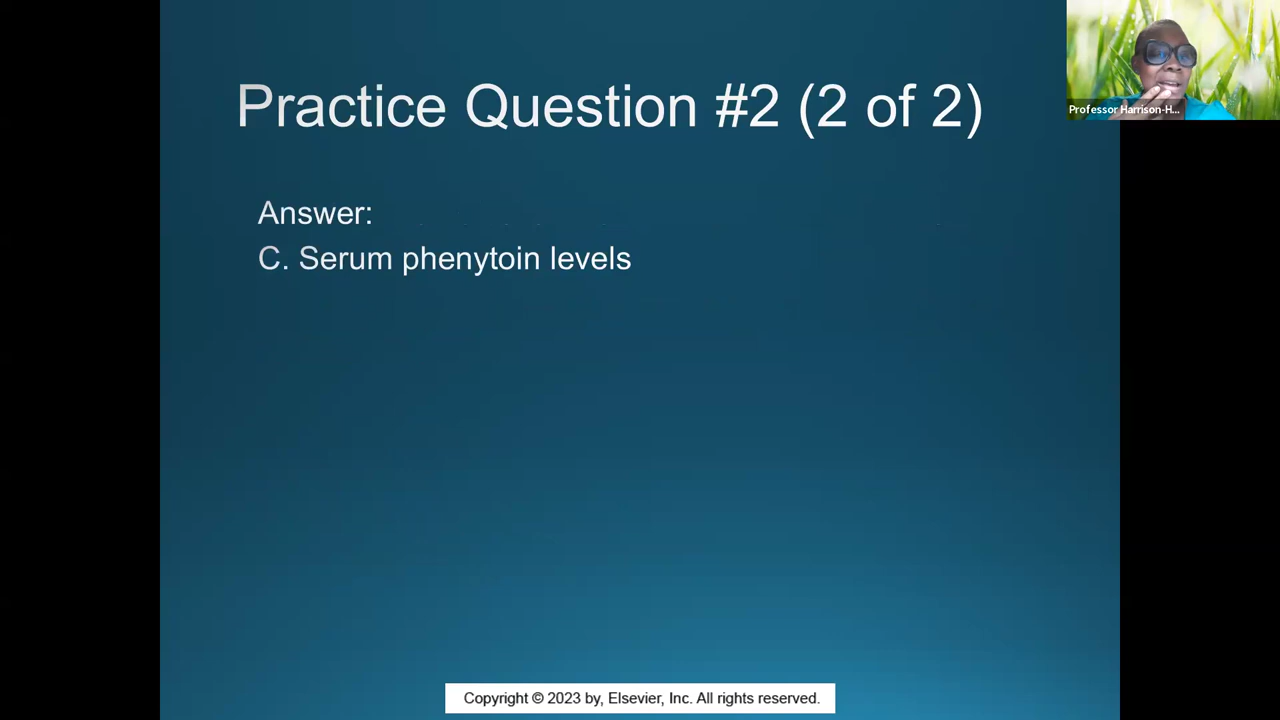 Practice Question #2 (2 of 2)
Professor Harrison-H...
Answer:
C. Serum phenytoin levels
Copyright © 2023 by, Elsevier, Inc. All rights reserved.